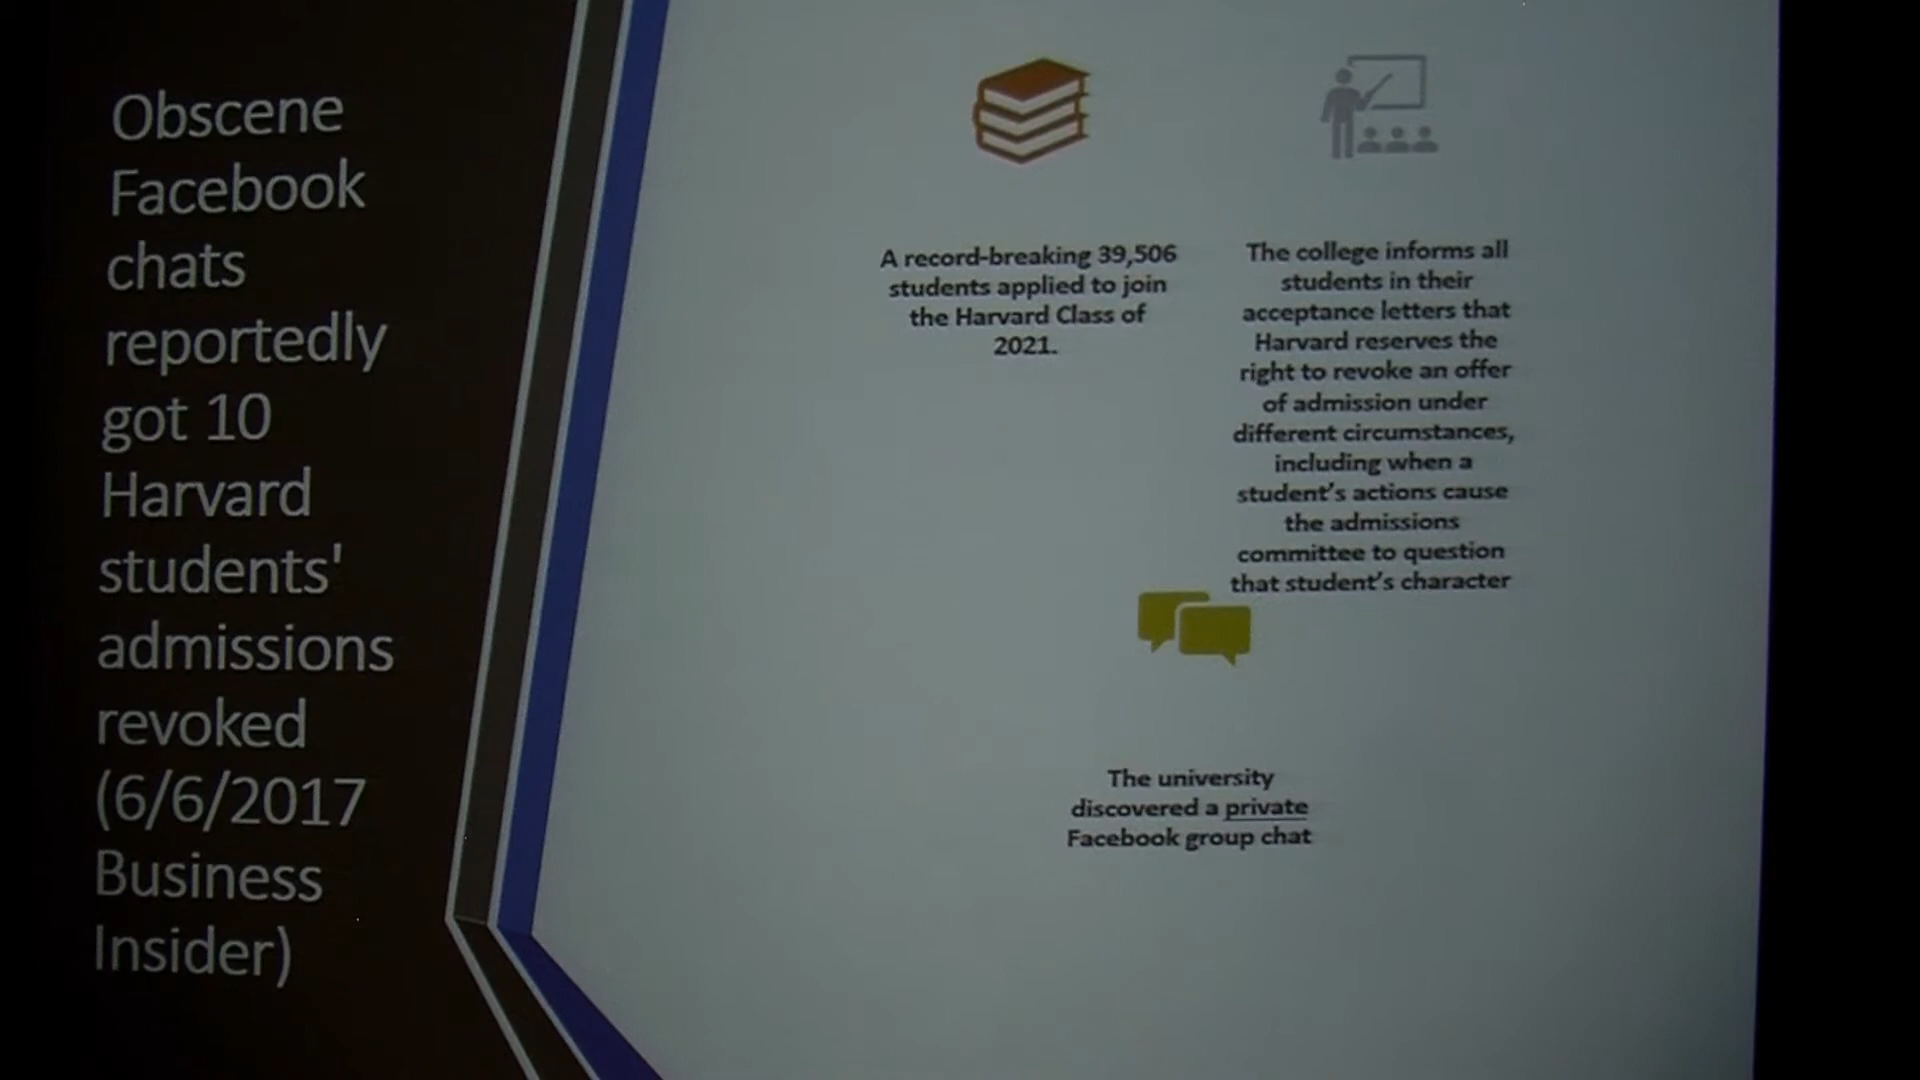 Obscene
Facebook
chats
reportedly
got 10
Harvard
students'
admissions
revoked
(6/6/2017
Business
Insider)
A record-breaking 39,506
students applied to join
the Harvard Class of
2021.
The college informs all
students in their
acceptance letters that
Harvard reserves the
right to revoke an offer
of admission under
different circumstances,
including when a
student's actions cause
the admissions
committee to question
that student's character
The university
discovered a private
Facebook group chat